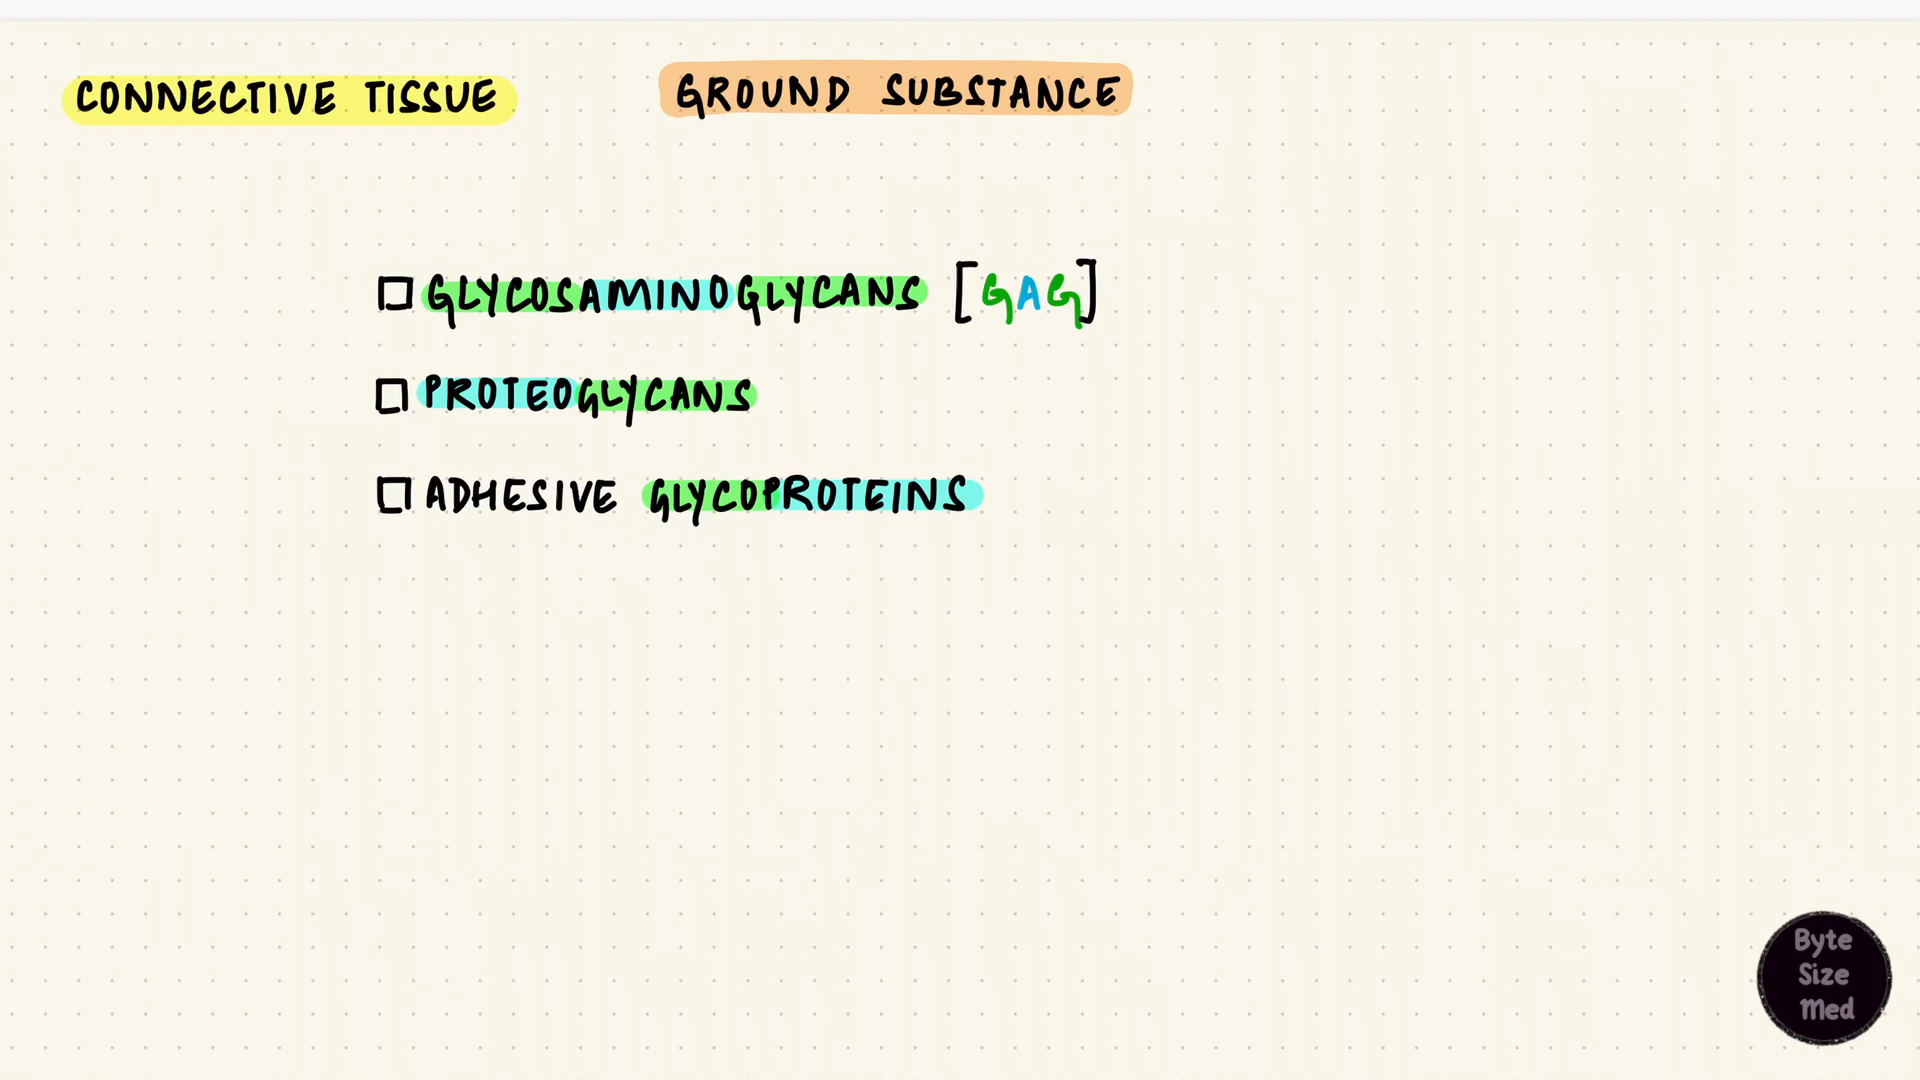 CONNECTIVE TISSUE
GROUND SUBSTANCE
GLYCOSAMINOGLYCANS [GAG]
PROTEOGLYCANS
ADHESIVE GLYCOPROTEINS
Byte
Size
Med